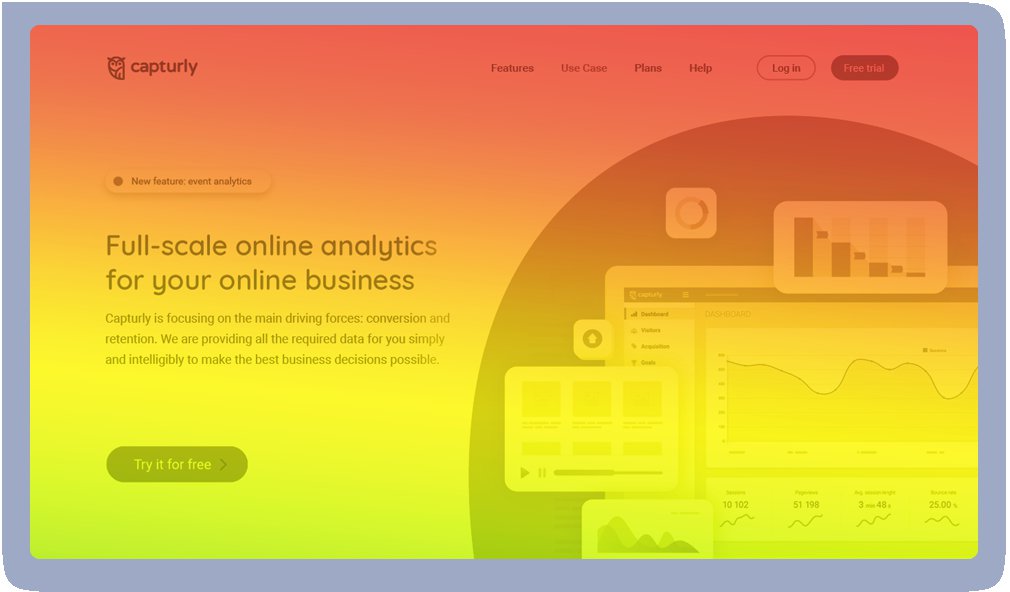 capturly
Features Use Case Plans Help Log in Free trial
New feature: event analytics
Full-scale online analytics
for your online business
Capturly is focusing on the main driving forces: conversion and
retention. We are providing all the required data for you simply
and intelligibly to make the best business decisions possible.
Try it for free
capturly
Dashboard
DASHBOARD
Visitors
Acquisition
Goals
Sessions
Sessions Pageviews Avg. session lenght Bounce rate
10 102 51 198 3 min 48 s 25.00 %